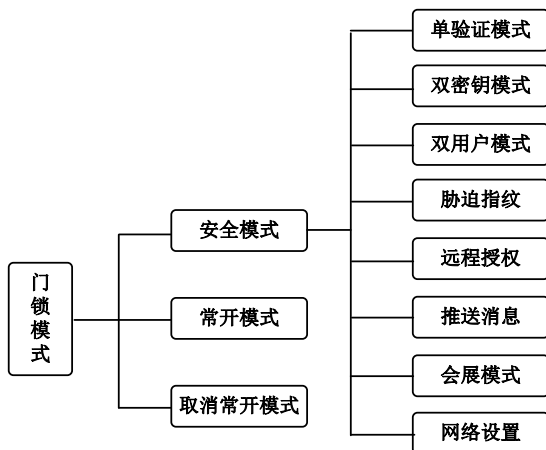 门锁模式
安全模式
常开模式
取消常开模式
单验证模式
双密钥模式
双用户模式
胁迫指纹
远程授权
推送消息
会展模式
网络设置